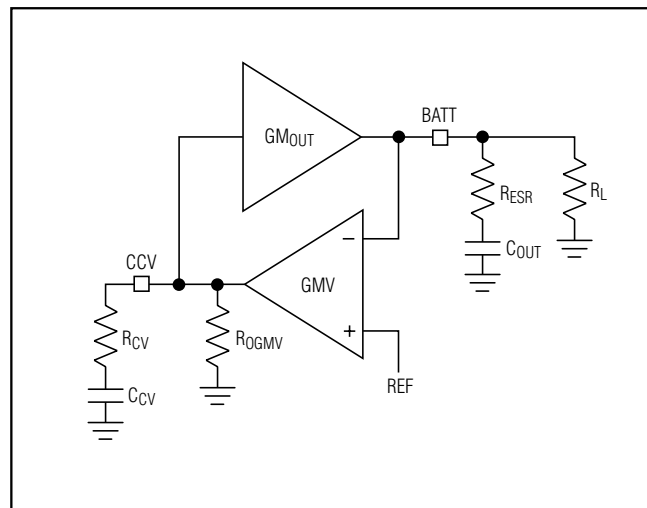 BATT
GMOUT
RESR
RL
COUT
CCV
−
GMV
+
RCV
ROGMV
REF
CCV